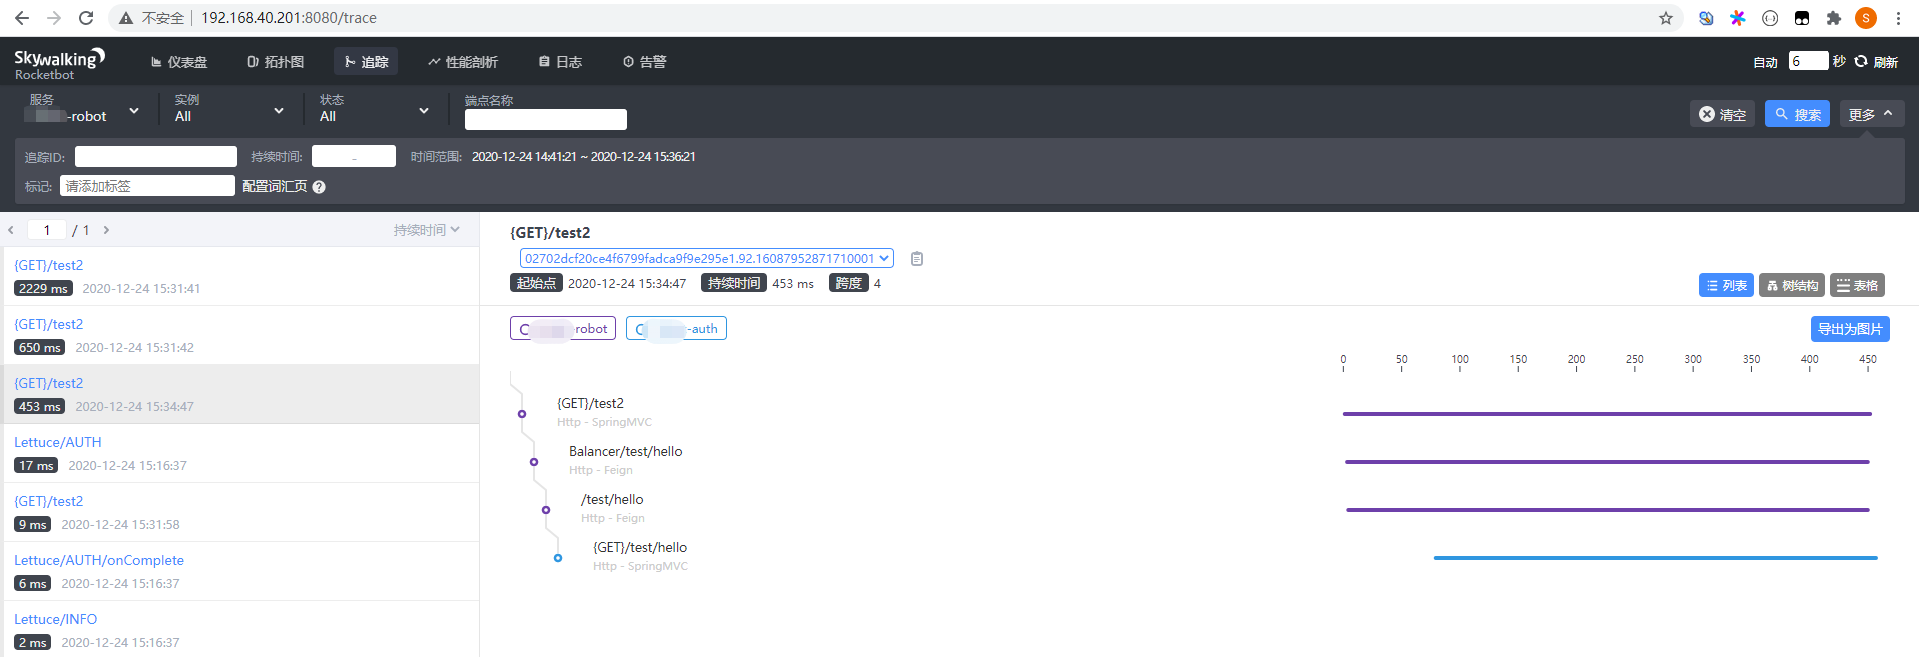 不安全 192.168.40.201:8080/trace
S
Skywalking
Rocketbot
仪表盘 拓扑图 追踪 性能剖析 日志 告警
自动 6 秒 刷新
服务 实例 状态 端点名称
-robot All All
清空 搜索 更多
追踪ID: 持续时间: - 时间范围: 2020-12-24 14:41:21 ~ 2020-12-24 15:36:21
标记: 请添加标签 配置词汇页 ?
1 / 1 持续时间
{GET}/test2
2229 ms 2020-12-24 15:31:41
{GET}/test2
650 ms 2020-12-24 15:31:42
{GET}/test2
453 ms 2020-12-24 15:34:47
Lettuce/AUTH
17 ms 2020-12-24 15:16:37
{GET}/test2
9 ms 2020-12-24 15:31:58
Lettuce/AUTH/onComplete
6 ms 2020-12-24 15:16:37
Lettuce/INFO
2 ms 2020-12-24 15:16:37
{GET}/test2
02702dcf20ce4f6799fadca9f9e295e1.92.16087952871710001
起始点 2020-12-24 15:34:47 持续时间 453 ms 跨度 4
列表 树结构 表格
-robot -auth
导出为图片
0 50 100 150 200 250 300 350 400 450
{GET}/test2
Http - SpringMVC
Balancer/test/hello
Http - Feign
/test/hello
Http - Feign
{GET}/test/hello
Http - SpringMVC